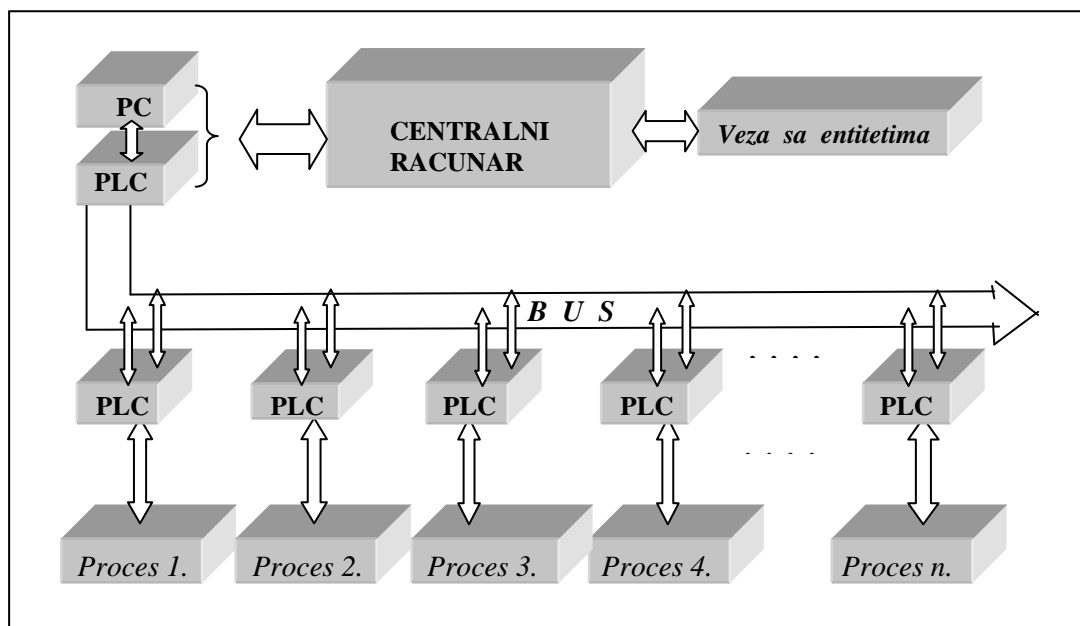 PC
CENTRALNI
RACUNAR
Veza sa entitetima
PLC
B U S
. . . .
PLC PLC PLC PLC PLC
. . . .
Proces 1. Proces 2. Proces 3. Proces 4. Proces n.